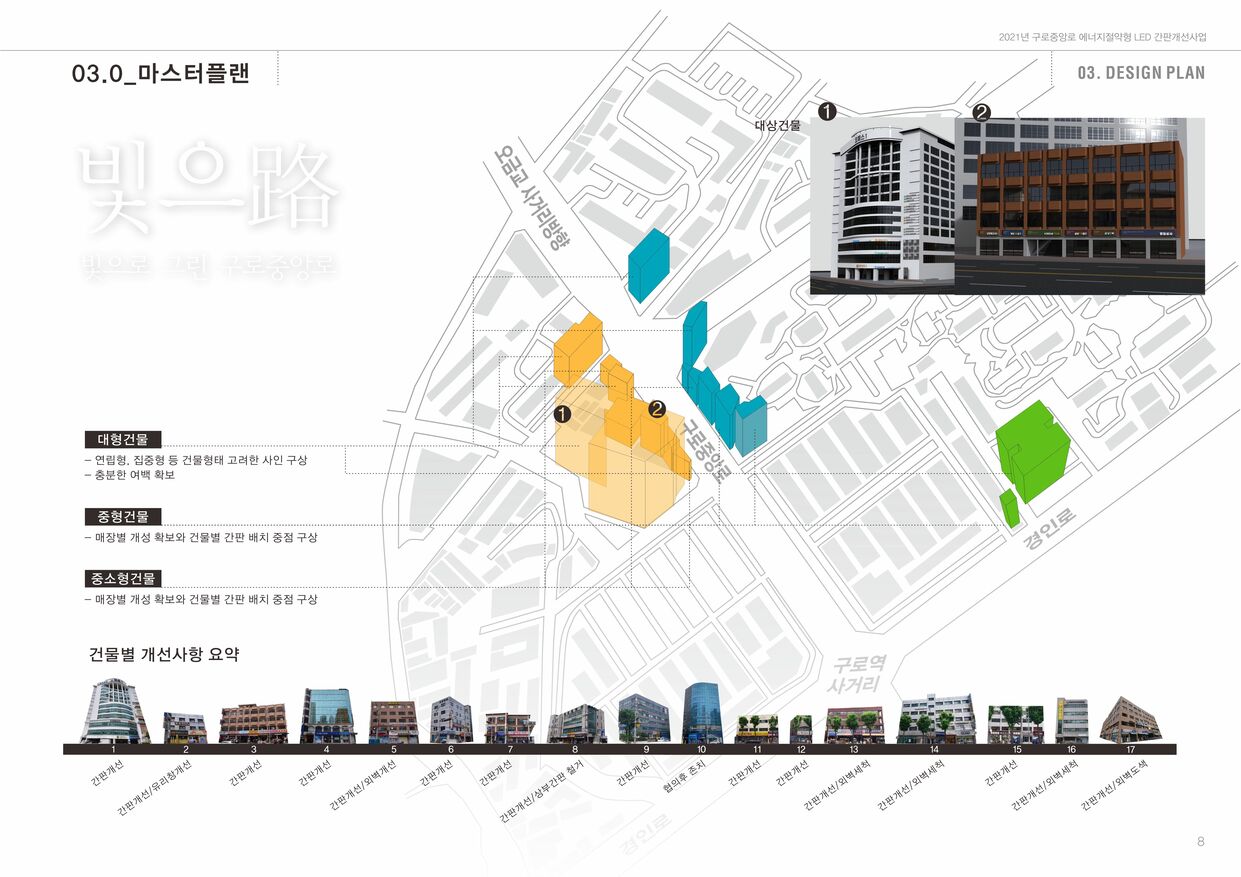 2021년 구로중앙로 에너지절약형 LED 간판개선사업
03.0_마스터플랜
03. DESIGN PLAN
빛으路
빛으로 그린 구로중앙로
대상건물
1
2
오금교 사거리방향
1
2
구로중앙로
대형건물
– 연립형, 집중형 등 건물형태 고려한 사인 구상
– 충분한 여백 확보
중형건물
– 매장별 개성 확보와 건물별 간판 배치 중점 구상
경인로
중소형건물
– 매장별 개성 확보와 건물별 간판 배치 중점 구상
건물별 개선사항 요약
구로역
사거리
1 2 3 4 5 6 7 8 9 10 11 12 13 14 15 16 17
간판개선
간판개선/유리창개선
간판개선
간판개선
간판개선/외벽개선
간판개선
간판개선
간판개선/상부간판 철거
간판개선
협의후 존치
간판개선
간판개선
간판개선/외벽세척
간판개선/외벽세척
간판개선
간판개선/외벽세척
간판개선/외벽도색
경인로
8